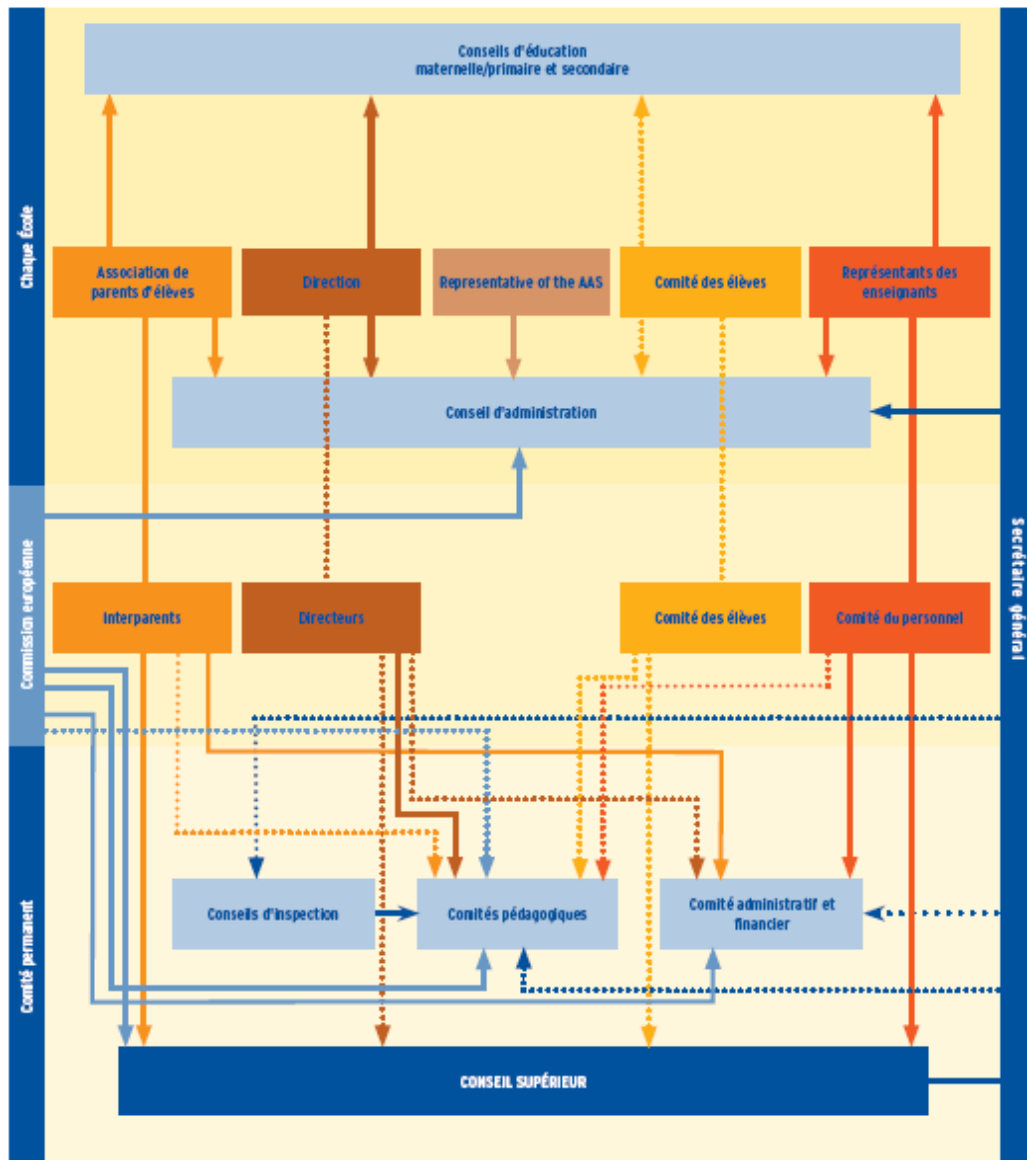 Conseils d'éducation
maternelle/primaire et secondaire
Chaque École
Association de
parents d'élèves
Direction
Representative of the AAS
Comité des élèves
Représentants des
enseignants
Conseil d'administration
Commission européenne
Secrétaire général
Interparents
Directeurs
Comité des élèves
Comité du personnel
Comité permanent
Conseils d'inspection
Comités pédagogiques
Comité administratif et
financier
CONSEIL SUPÉRIEUR